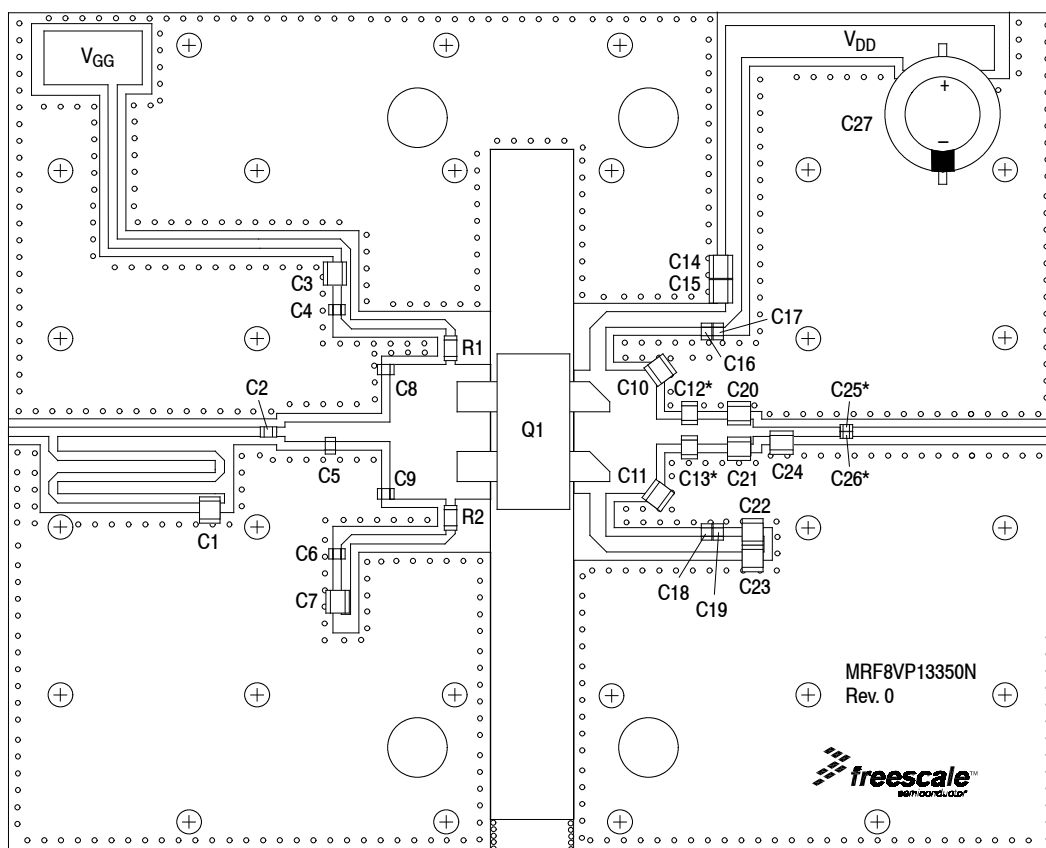 VGG
VDD
+
C27
–
C14
C3
C15
C4
C17
R1
C16
C8
C10
C2
C12*
C20
C25*
Q1
C5
C11
C13*
C21
C24
C26*
C9
C22
R2
C1
C6
C18
C23
C7
C19
MRF8VP13350N
Rev. 0
freescale™
semiconductor